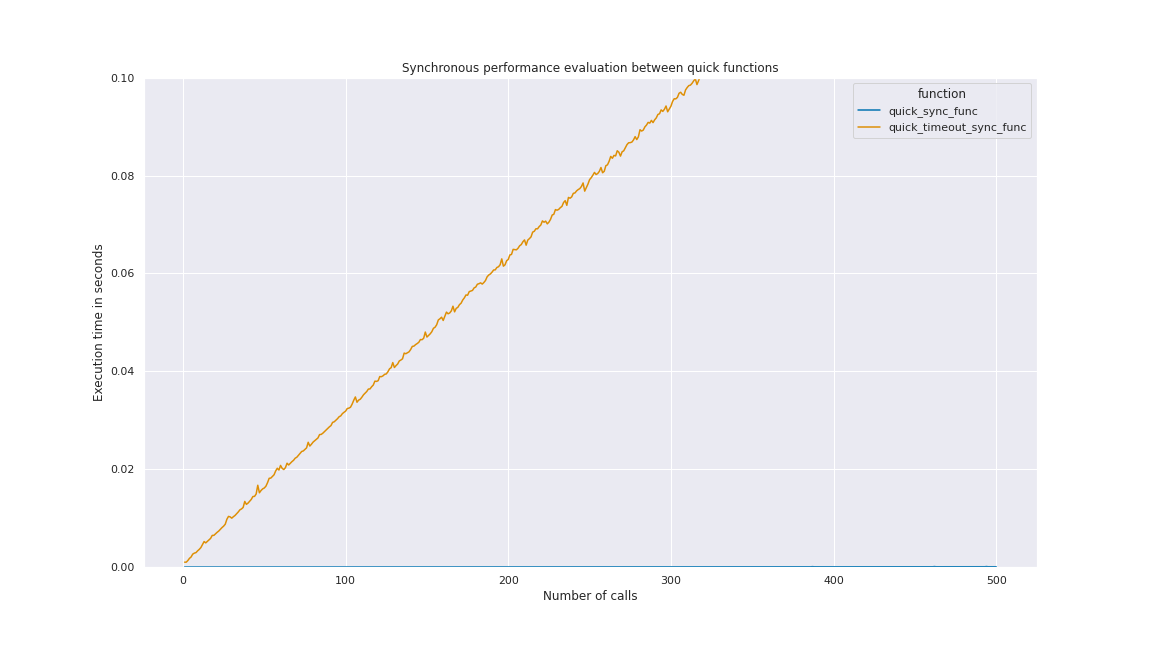 Synchronous performance evaluation between quick functions
function
quick_sync_func
quick_timeout_sync_func
Execution time in seconds
0.10
0.08
0.06
0.04
0.02
0.00
0 100 200 300 400 500
Number of calls